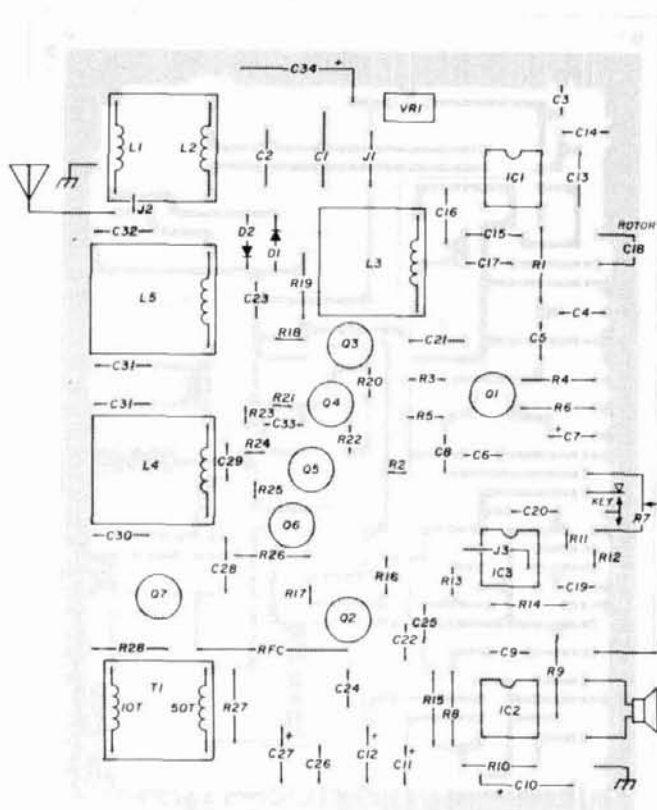 C34 +
VR1
C3
C14
L1 L2
C2
C1
J1
IC1
C13
J2
C16
C32
D2
D1
C15
ROTOR
C18
L5
L3
R19
C17
R1
C23
C4
R18
Q3
C21
C5
C31
R20
R3
Q1
R4
C31
R21
Q4
R23
C33
R5
R6
R22
+
C7
R24
C29
L4
Q5
R2
C8
C6
R25
KEY
R7
C20
Q6
C30
R11
J3
R12
R26
IC3
C28
R16
R13
C19
Q7
R17
R14
Q2
C25
C22
R28
RFC
C9
R9
T1
10T 50T
R27
C24
R15
R8
IC2
+
C27
C26
+
C12
+
C11
R10
+
C10